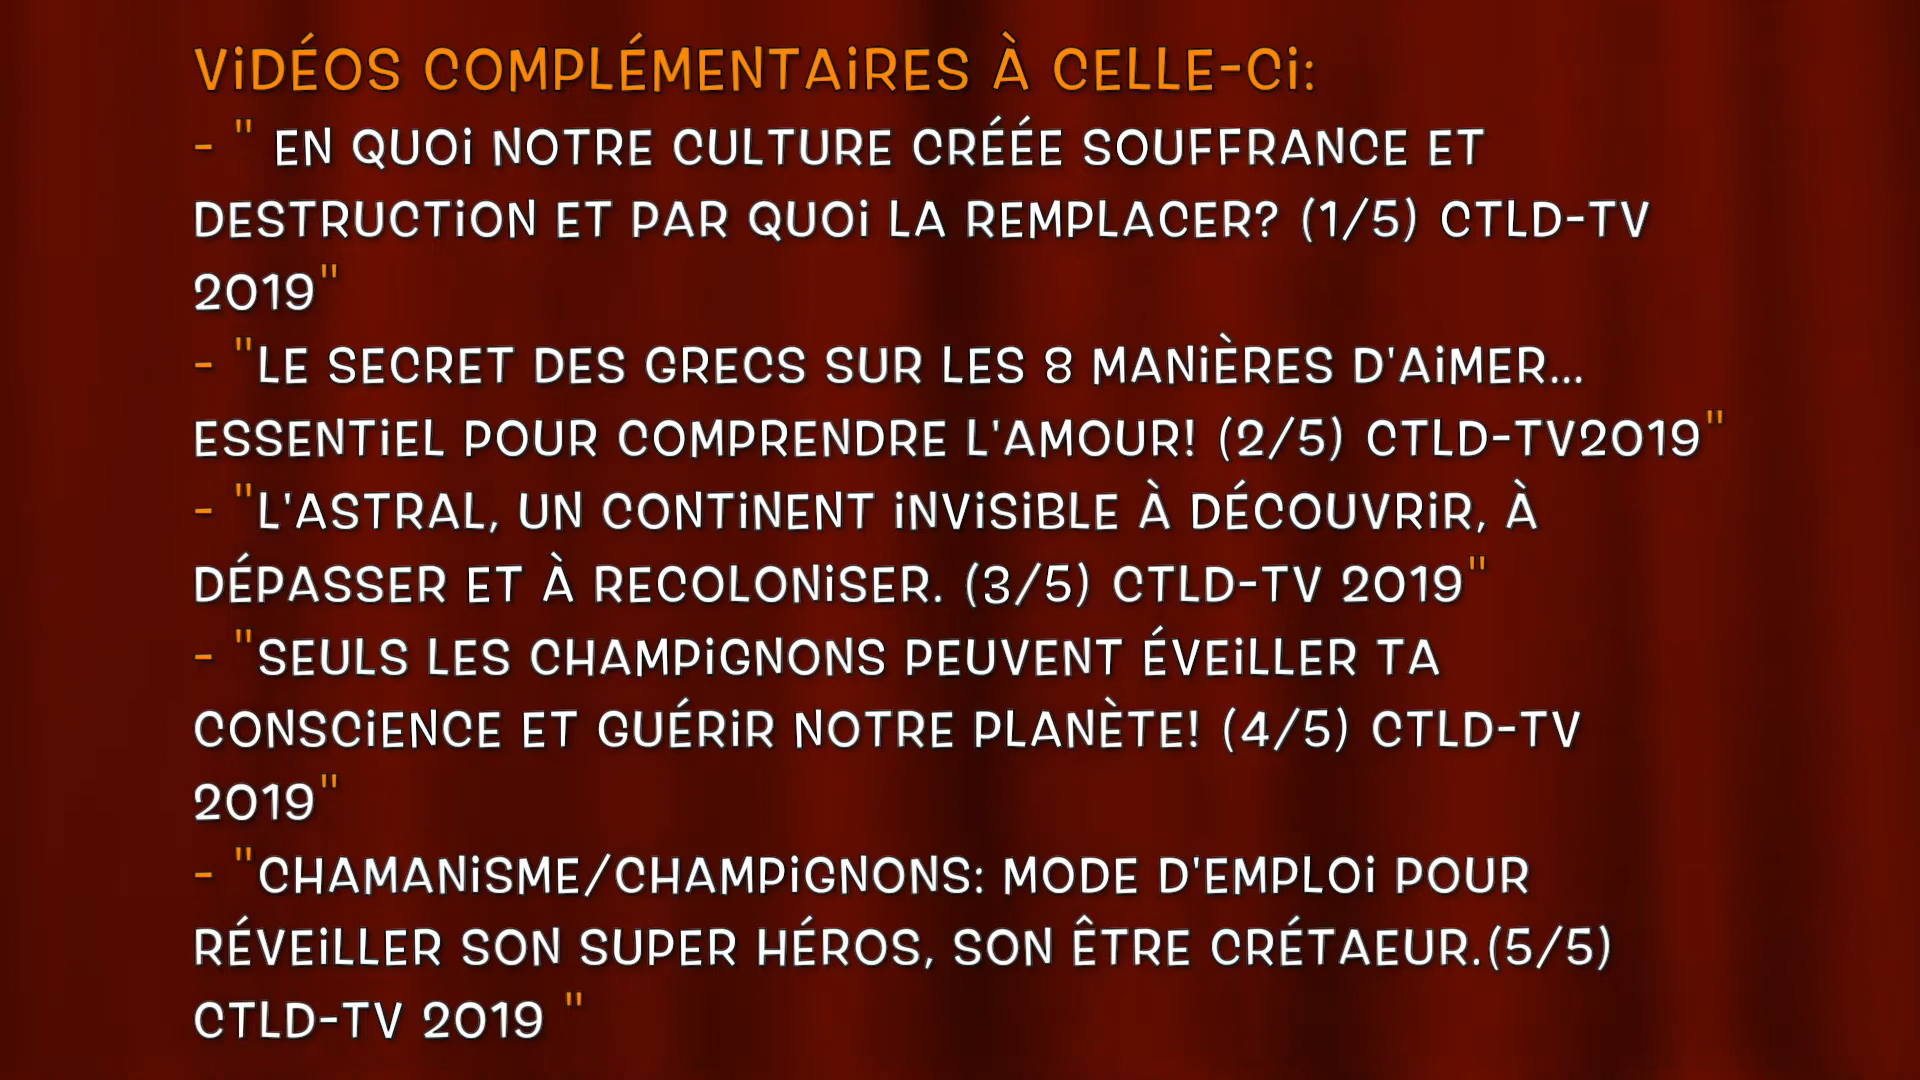 ViDÉOS COMPLÉMENTAiRES À CELLE-Ci:
- " EN QUOi NOTRE CULTURE CRÉÉE SOUFFRANCE ET
DESTRUCTiON ET PAR QUOi LA REMPLACER? (1/5) CTLD-TV
2019"
- "LE SECRET DES GRECS SUR LES 8 MANiÈRES D'AiMER...
ESSENTiEL POUR COMPRENDRE L'AMOUR! (2/5) CTLD-TV2019"
- "L'ASTRAL, UN CONTiNENT iNViSiBLE À DÉCOUVRiR, À
DÉPASSER ET À RECOLONiSER. (3/5) CTLD-TV 2019"
- "SEULS LES CHAMPiGNONS PEUVENT ÉVEiLLER TA
CONSCiENCE ET GUÉRiR NOTRE PLANÈTE! (4/5) CTLD-TV
2019"
- "CHAMANiSME/CHAMPiGNONS: MODE D'EMPLOi POUR
RÉVEiLLER SON SUPER HÉROS, SON ÊTRE CRÉTAEUR.(5/5)
CTLD-TV 2019 "